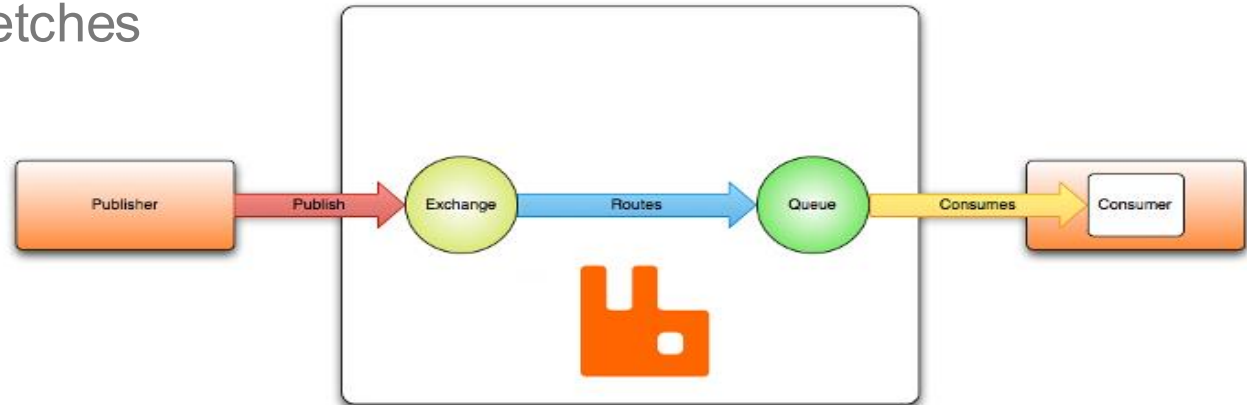 etches
Publisher
Publish
Exchange
Routes
Queue
Consumes
Consumer